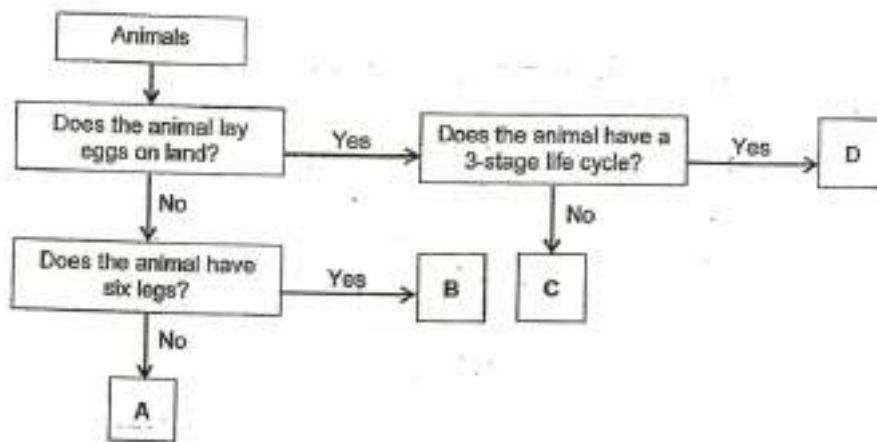 Animals
Does the animal lay
eggs on land?
Yes
Does the animal have a
3-stage life cycle?
Yes
D
No
No
Does the animal have
six legs?
Yes
B
C
No
A